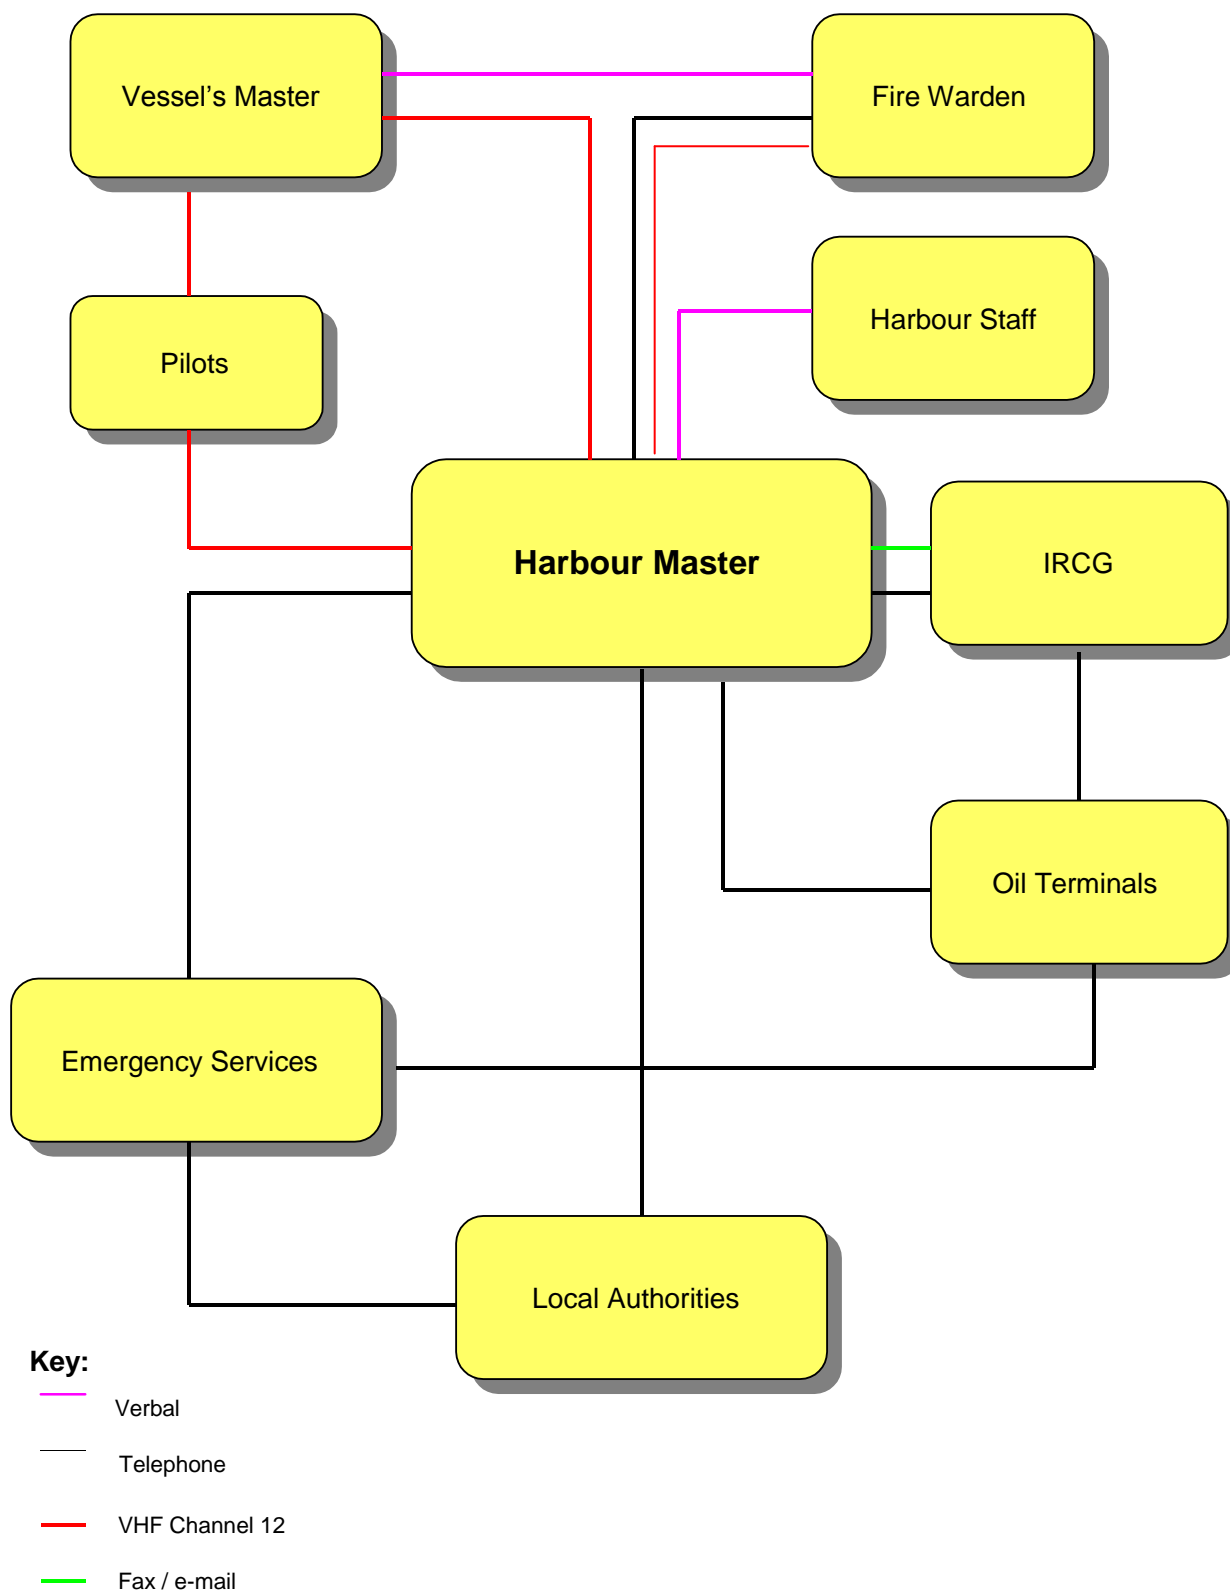 Vessel's Master
Fire Warden
Harbour Staff
Pilots
Harbour Master
IRCG
Oil Terminals
Emergency Services
Local Authorities
Key:
Verbal
Telephone
VHF Channel 12
Fax / e-mail